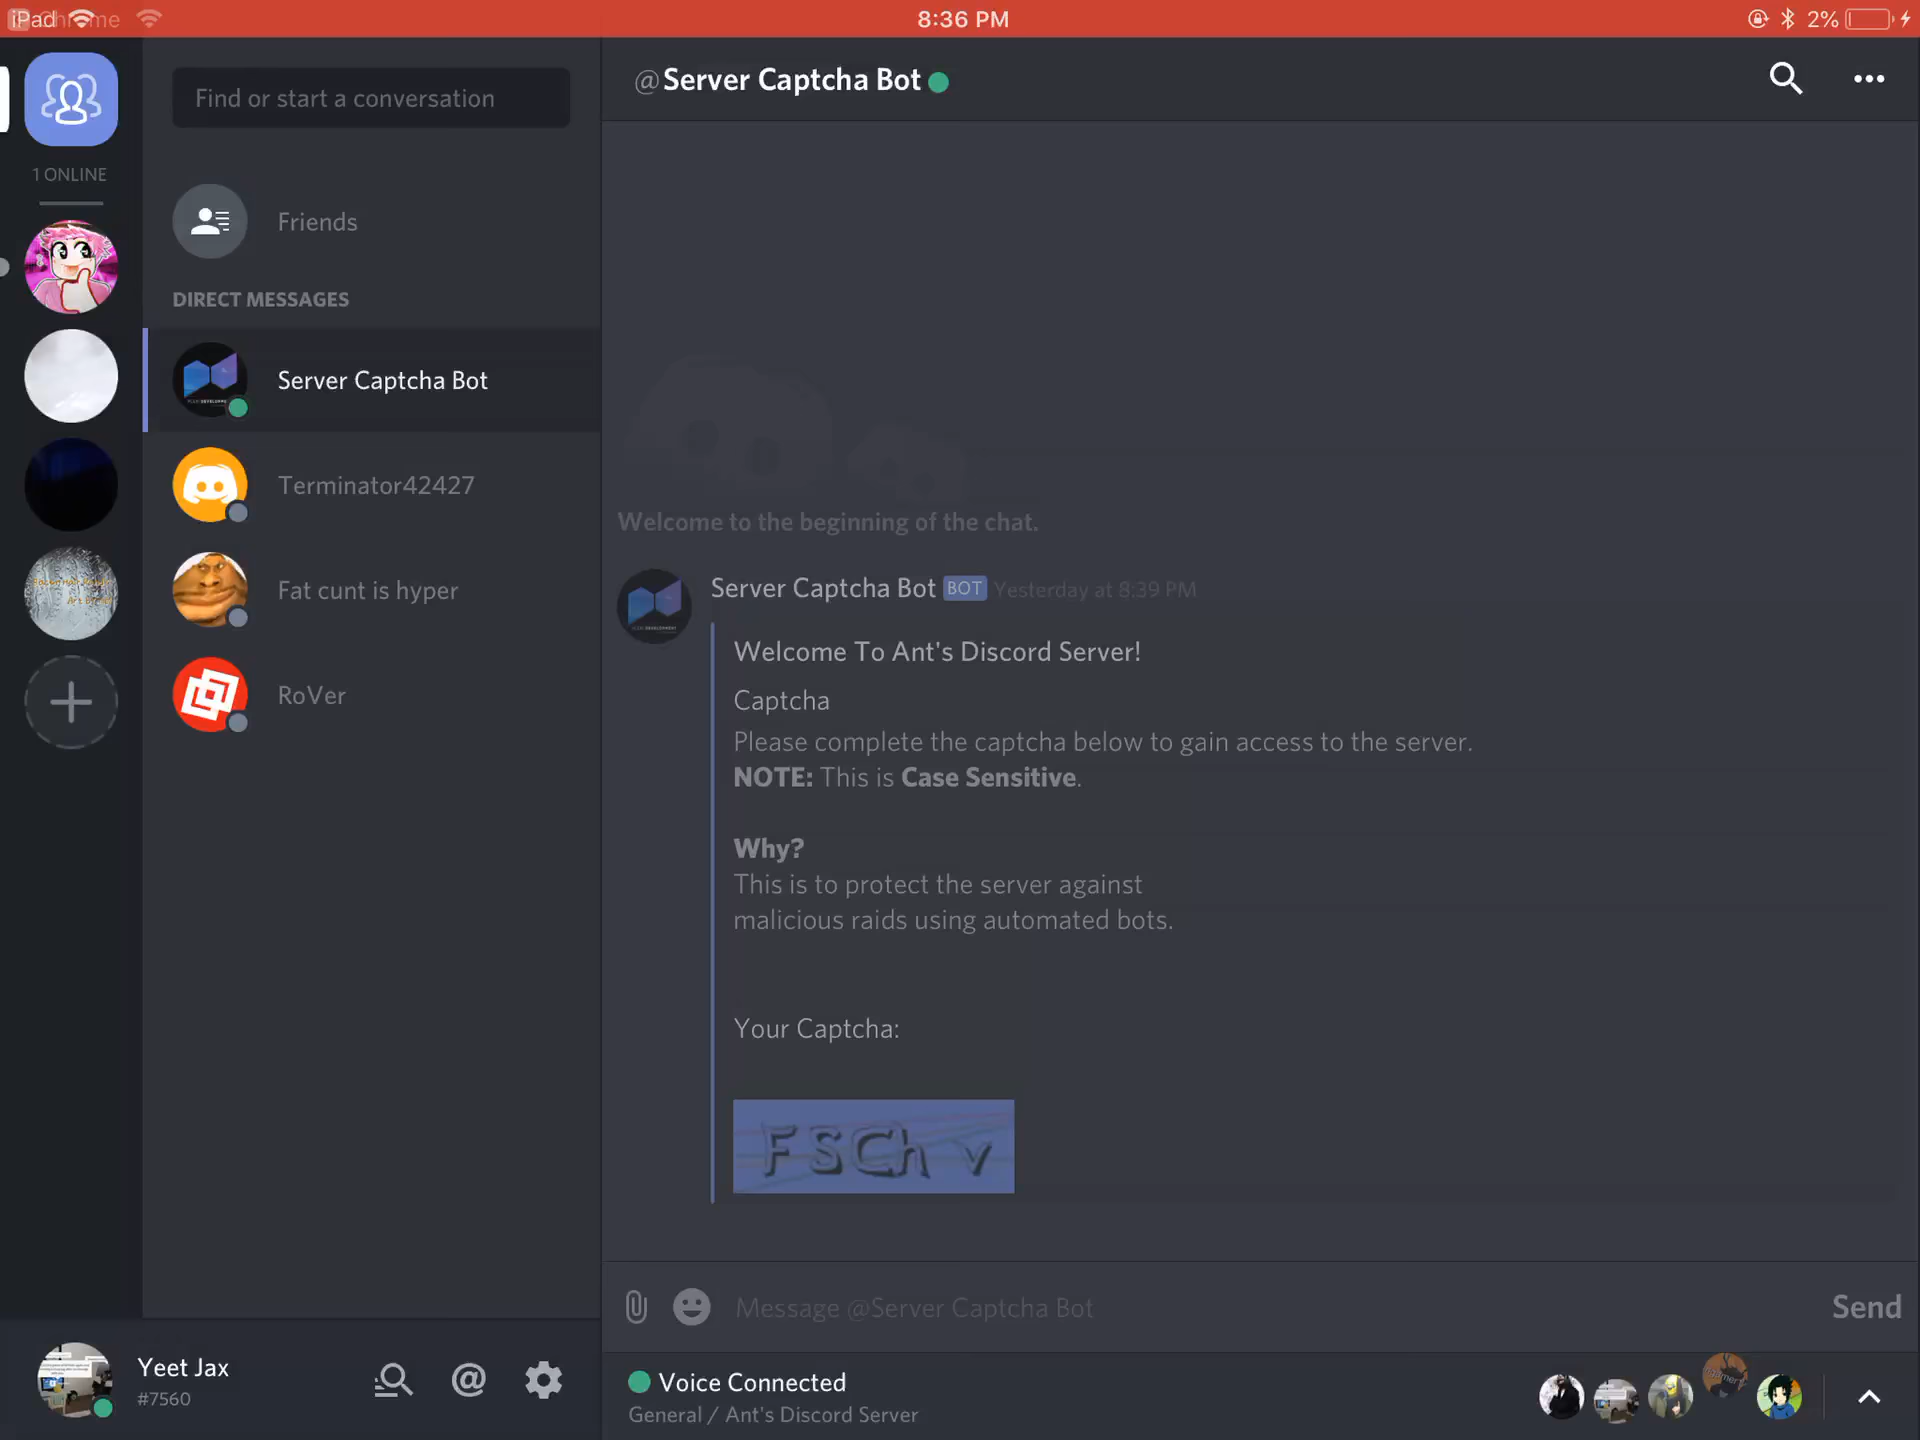 iPad Chrome 8:36 PM 2%
Find or start a conversation
@Server Captcha Bot
1 ONLINE
Friends
DIRECT MESSAGES
Server Captcha Bot
Terminator42427
Fat cunt is hyper
RoVer
Welcome to the beginning of the chat.
Server Captcha Bot BOT Yesterday at 8:39 PM
Welcome To Ant's Discord Server!
Captcha
Please complete the captcha below to gain access to the server.
NOTE: This is Case Sensitive.
Why?
This is to protect the server against
malicious raids using automated bots.
Your Captcha:
FSCh v
Message @Server Captcha Bot
Send
Yeet Jax
#7560
Voice Connected
General / Ant's Discord Server